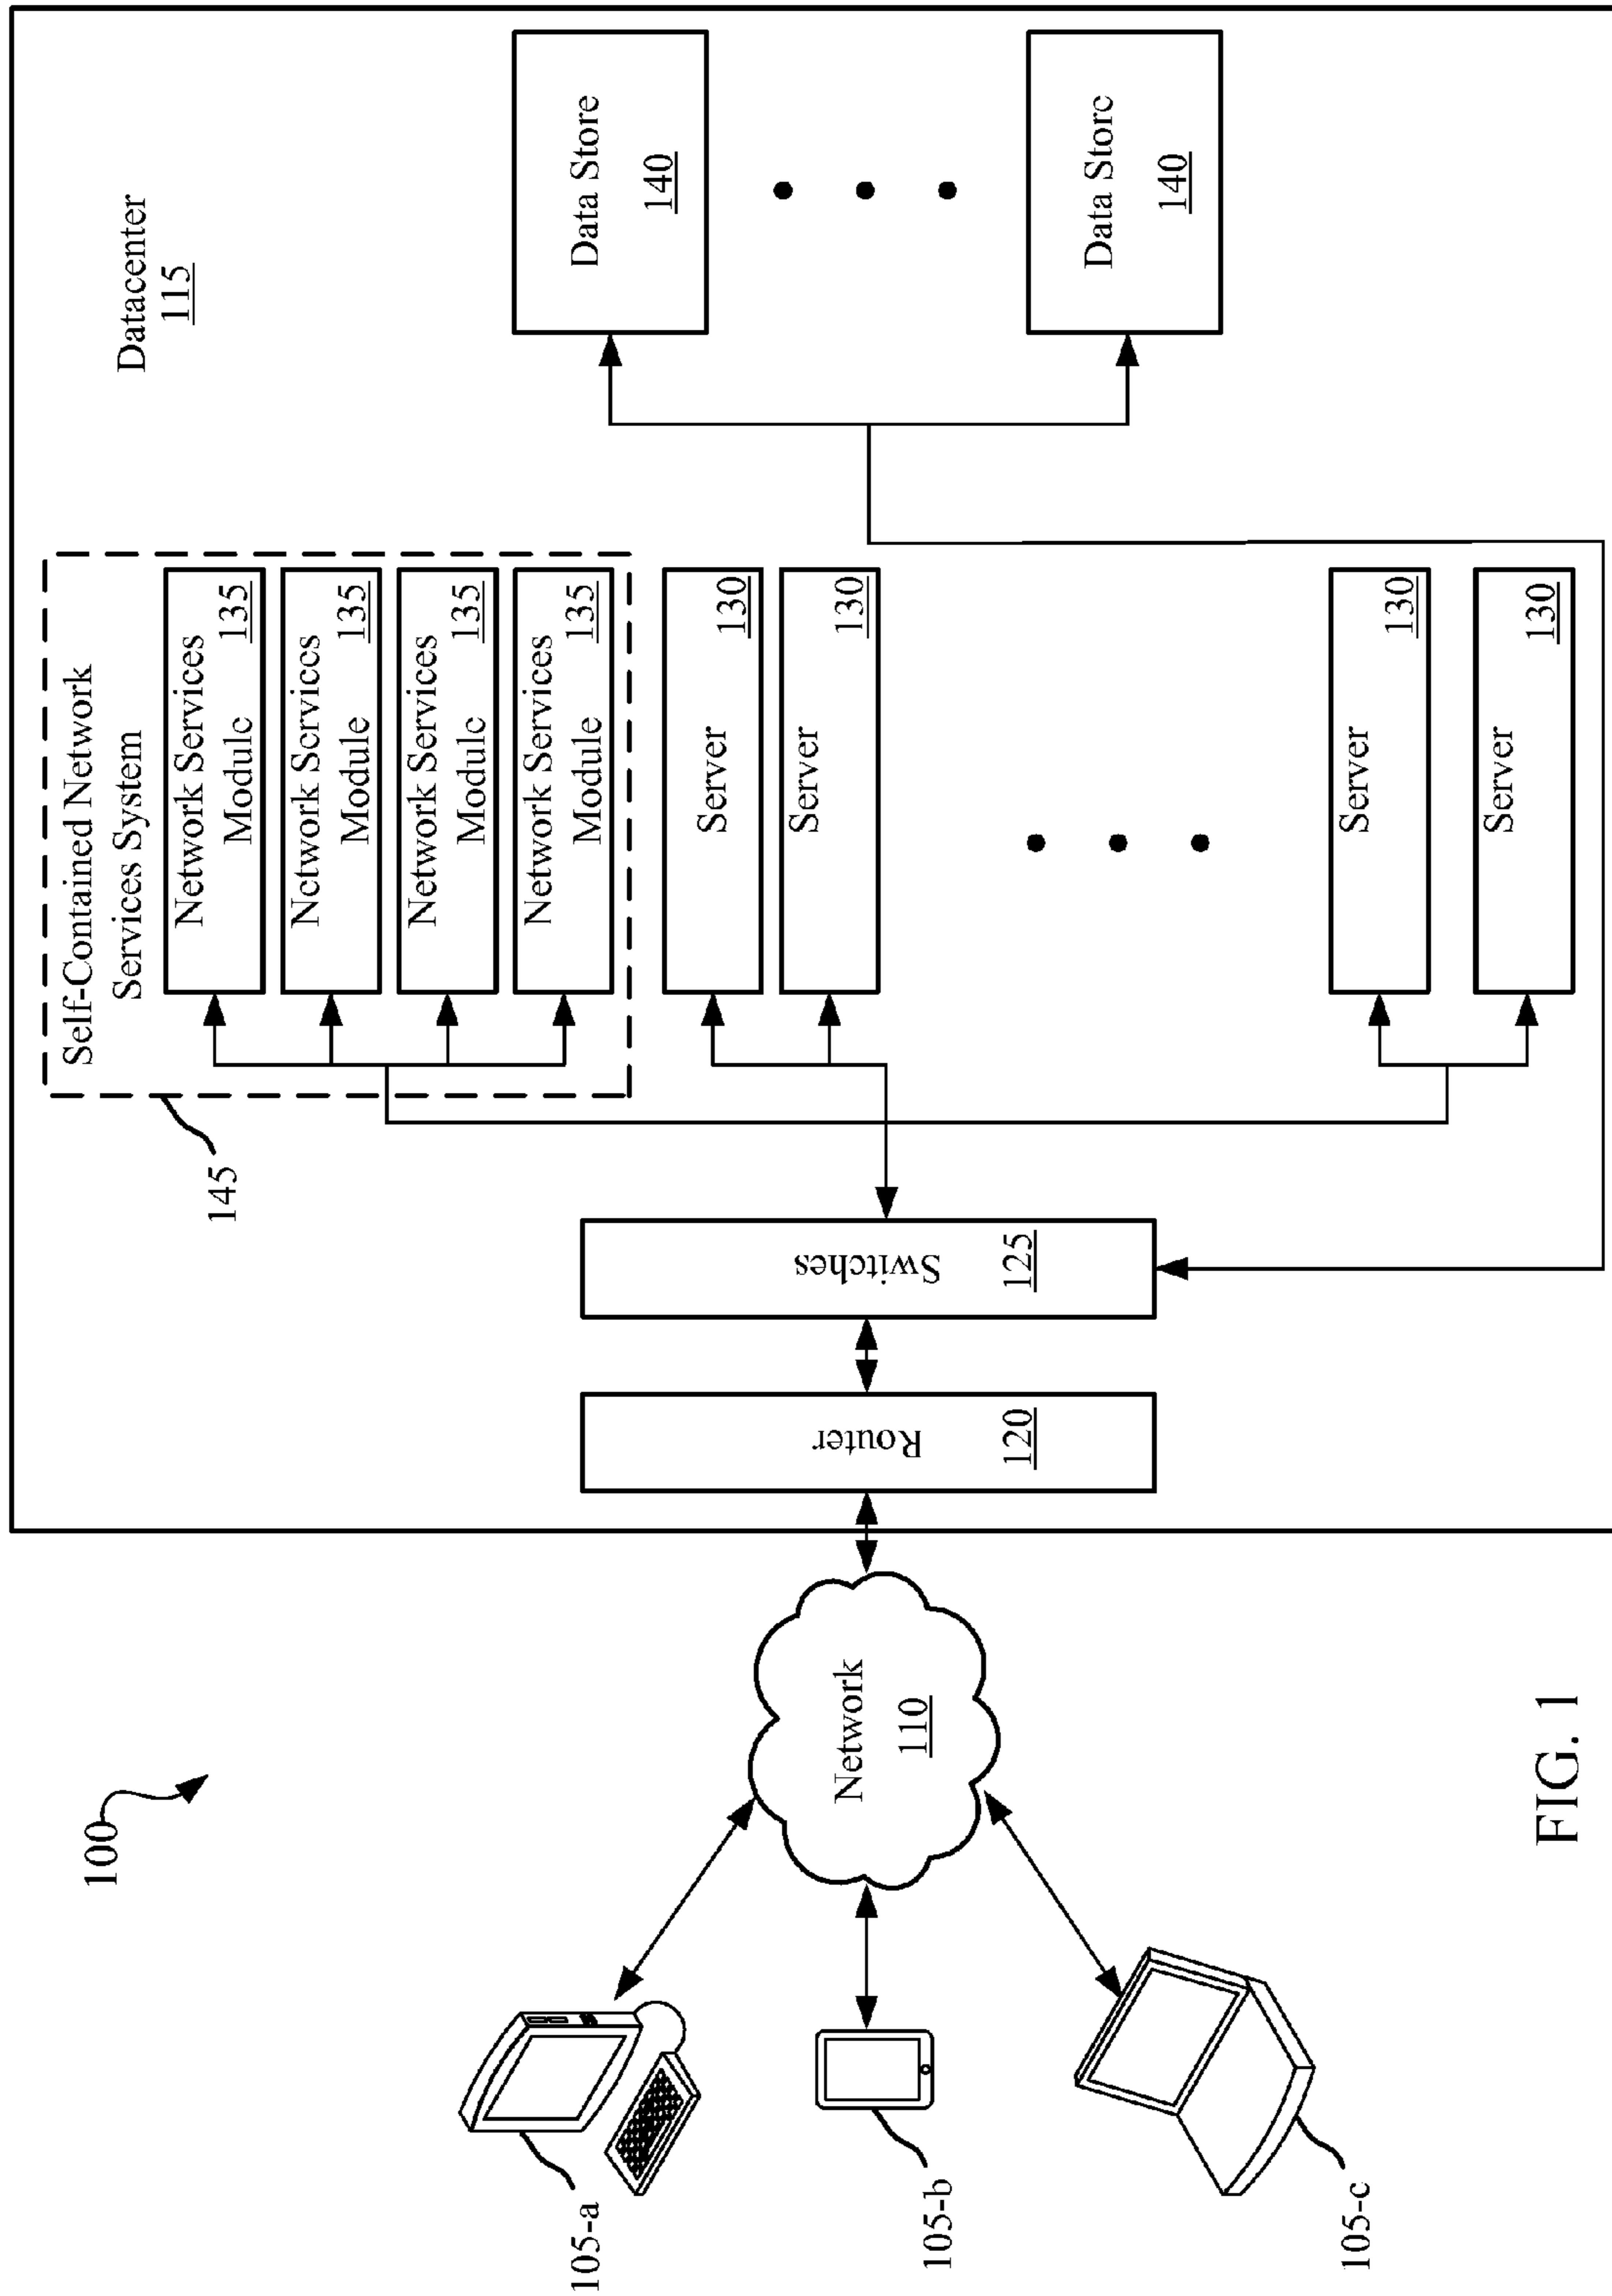 100
105-a
105-b
105-c
Network
110
Datacenter
115
Router
120
Switches
125
145
Self-Contained Network
Services System
Network Services
Module
135
Network Services
Module
135
Network Services
Module
135
Network Services
Module
135
Server
130
Server
130
Server
130
Server
130
Data Store
140
Data Store
140
FIG. 1